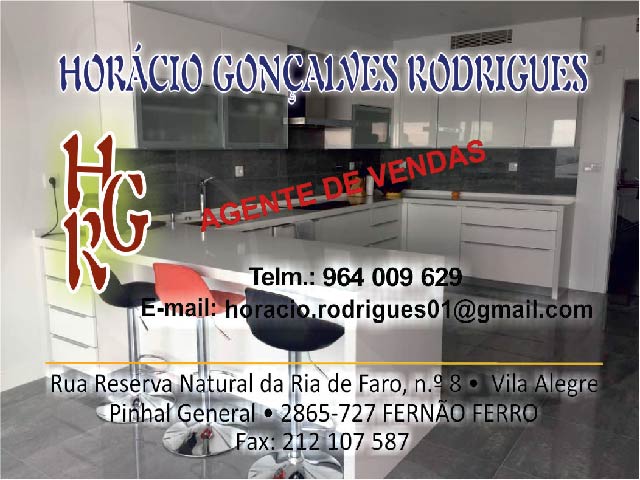 HORÁCIO GONÇALVES RODRIGUES
HGR
AGENTE DE VENDAS
Telm.: 964 009 629
E-mail: horacio.rodrigues01@gmail.com
Rua Reserva Natural da Ria de Faro, n.º 8 • Vila Alegre
Pinhal General • 2865-727 FERNÃO FERRO
Fax: 212 107 587